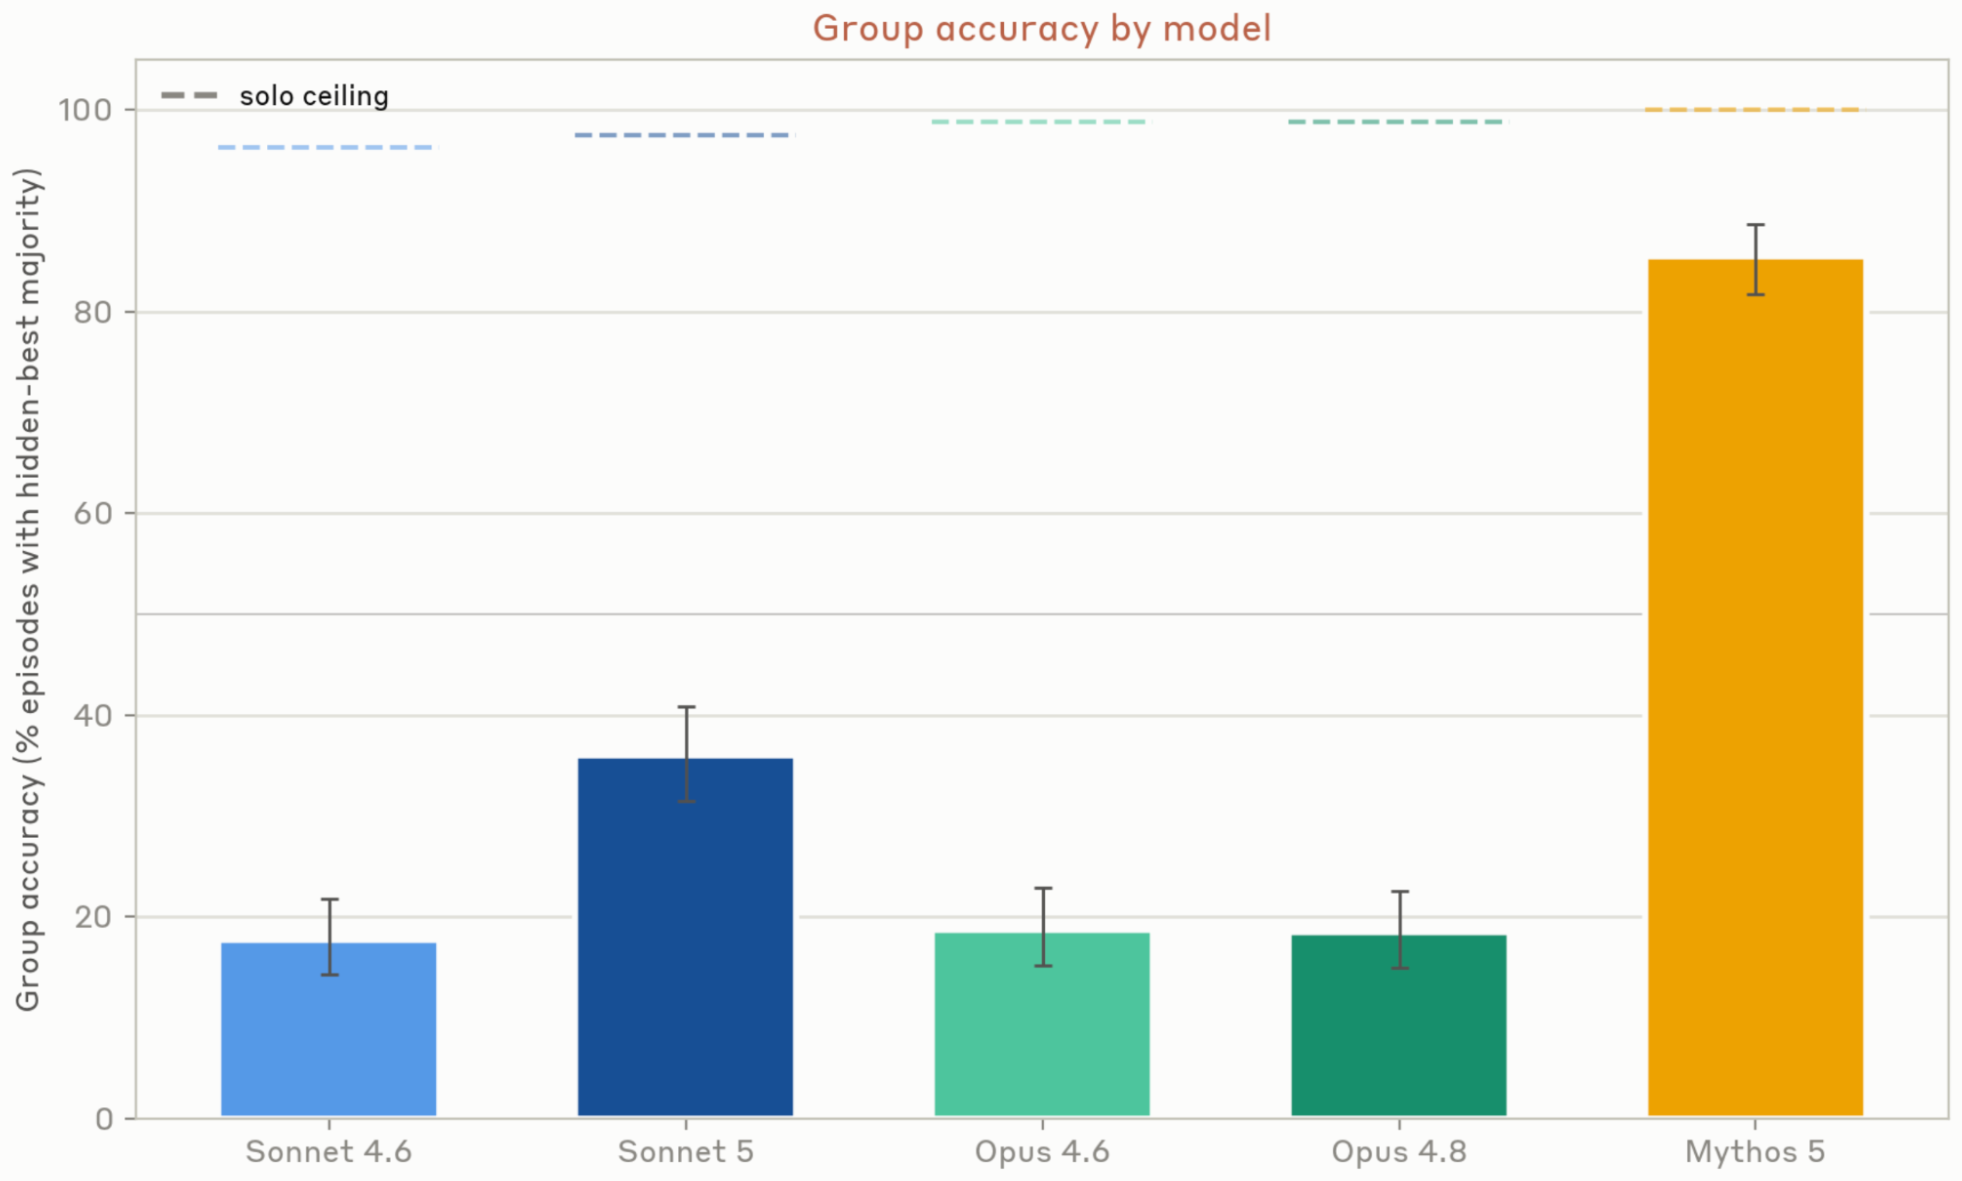 Group accuracy by model
solo ceiling
Group accuracy (% episodes with hidden-best majority)
100
80
60
40
20
0
Sonnet 4.6
Sonnet 5
Opus 4.6
Opus 4.8
Mythos 5